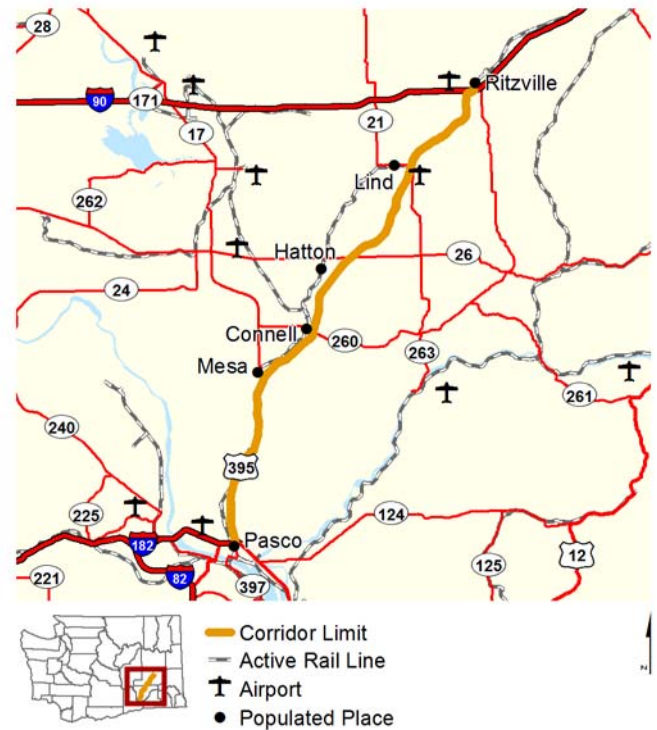 28
90
171
17
21
Ritzville
Lind
262
Hatton
26
24
Connell
260
Mesa
263
261
240
395
225
Pasco
124
182
82
221
397
125
12
Corridor Limit
Active Rail Line
Airport
Populated Place
N